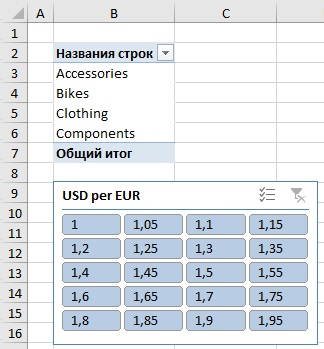 A B C
1
2 Названия строк
3 Accessories
4 Bikes
5 Clothing
6 Components
7 Общий итог
8
9 USD per EUR
10 1 1,05 1,1 1,15
11
12 1,2 1,25 1,3 1,35
13 1,4 1,45 1,5 1,55
14 1,6 1,65 1,7 1,75
15
16 1,8 1,85 1,9 1,95